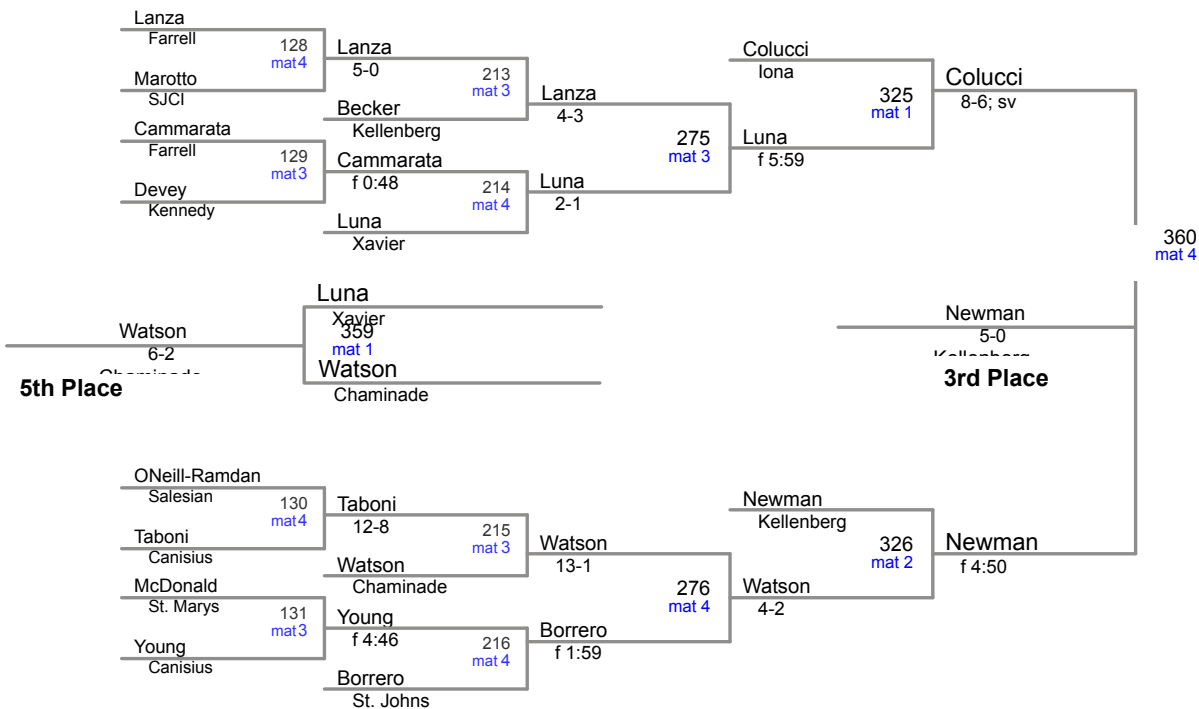 Lanza
Farrell
128
mat 4
Marotto
SJCI
Lanza
5-0
213
mat 3
Becker
Kellenberg
Cammarata
Farrell
129
mat 3
Devey
Kennedy
Cammarata
f 0:48
214
mat 4
Luna
Xavier
Lanza
4-3
275
mat 3
Luna
2-1
Colucci
Iona
325
mat 1
Luna
f 5:59
Colucci
8-6; sv
360
mat 4
Luna
Xavier
359
mat 1
Watson
Chaminade
Watson
6-2
Chaminade
5th Place
Newman
5-0
Kellenberg
3rd Place
ONeill-Ramdan
Salesian
130
mat 4
Taboni
Canisius
Taboni
12-8
215
mat 3
Watson
Chaminade
McDonald
St. Marys
131
mat 3
Young
Canisius
Young
f 4:46
216
mat 4
Borrero
St. Johns
Watson
13-1
276
mat 4
Borrero
f 1:59
Newman
Kellenberg
326
mat 2
Watson
4-2
Newman
f 4:50